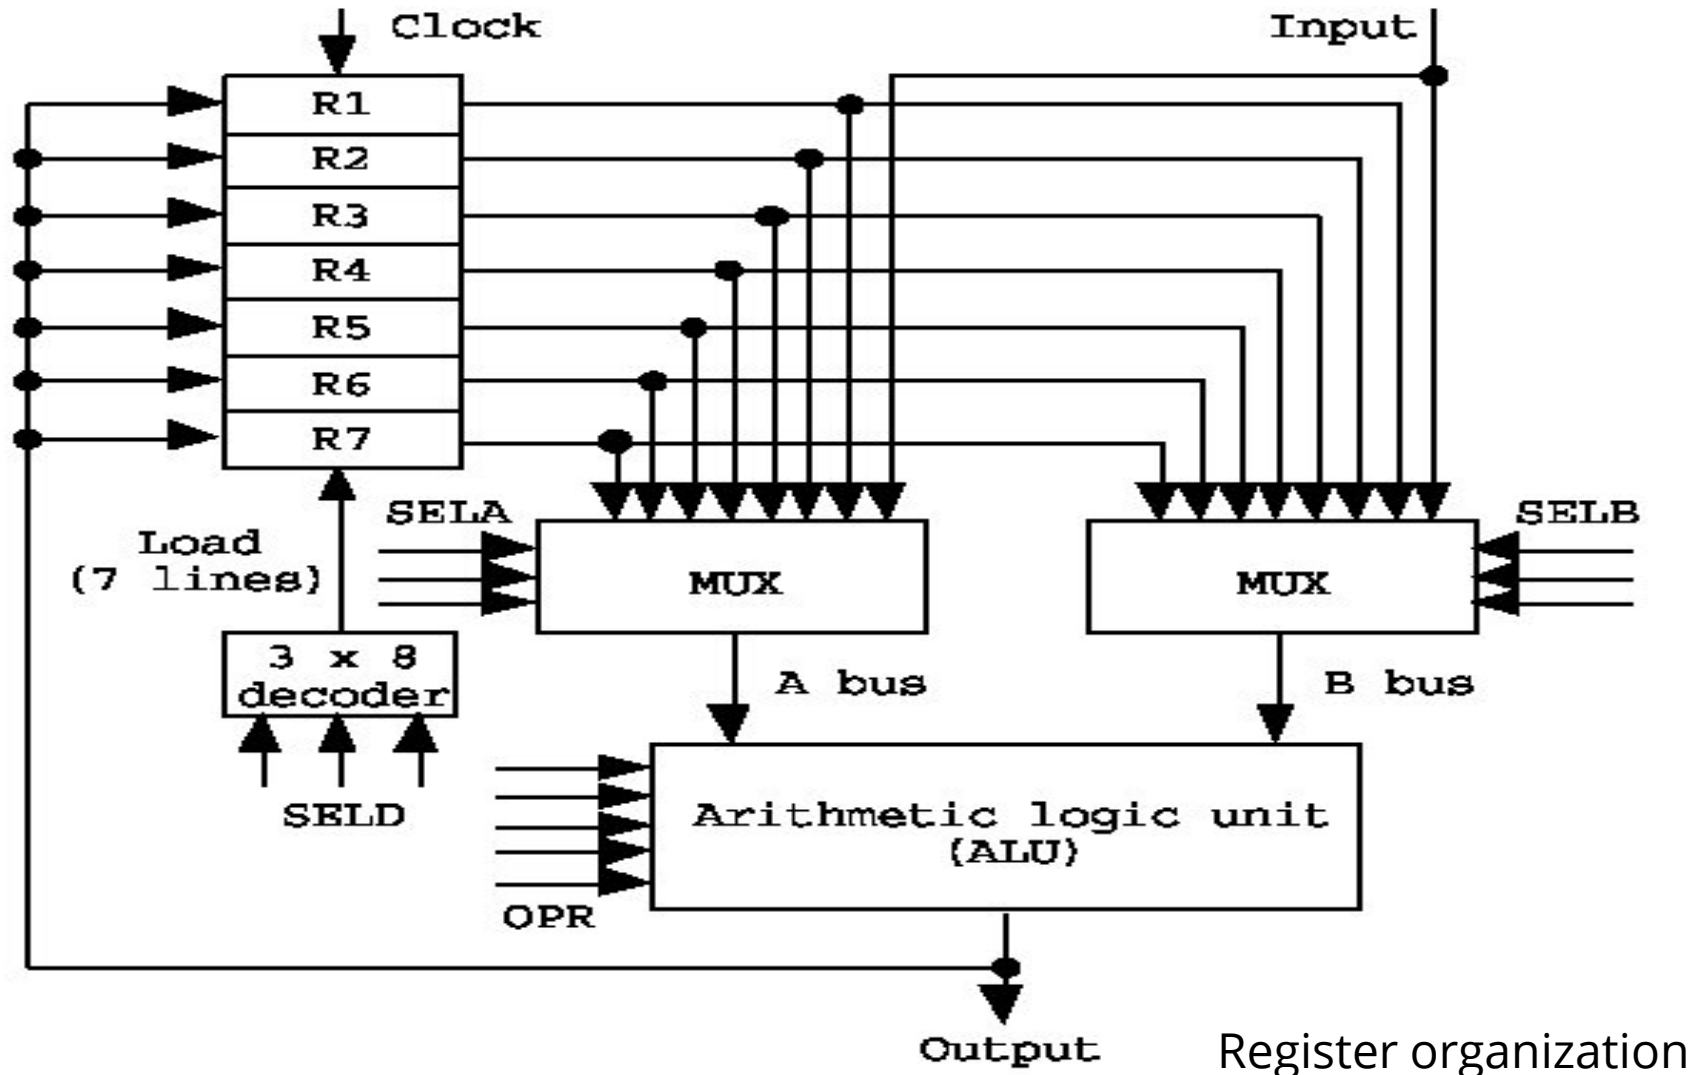 Clock
Input
R1
R2
R3
R4
R5
R6
R7
SELA
SELB
Load
(7 lines)
MUX
MUX
3 x 8
decoder
A bus
B bus
SELD
Arithmetic logic unit
(ALU)
OPR
Output
Register organization